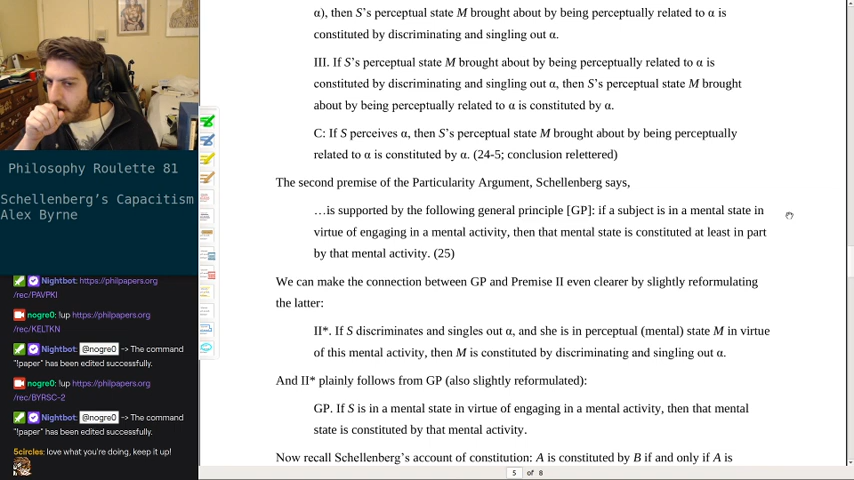 α), then S's perceptual state M brought about by being perceptually related to α is
constituted by discriminating and singling out α.
III. If S's perceptual state M brought about by being perceptually related to α is
constituted by discriminating and singling out α, then S's perceptual state M brought
about by being perceptually related to α is constituted by α.
C: If S perceives α, then S's perceptual state M brought about by being perceptually
related to α is constituted by α. (24-5; conclusion relettered)
The second premise of the Particularity Argument, Schellenberg says,
…is supported by the following general principle [GP]: if a subject is in a mental state in
virtue of engaging in a mental activity, then that mental state is constituted at least in part
by that mental activity. (25)
We can make the connection between GP and Premise II even clearer by slightly reformulating
the latter:
II*. If S discriminates and singles out α, and she is in perceptual (mental) state M in virtue
of this mental activity, then M is constituted by discriminating and singling out α.
And II* plainly follows from GP (also slightly reformulated):
GP. If S is in a mental state in virtue of engaging in a mental activity, then that mental
state is constituted by that mental activity.
Now recall Schellenberg's account of constitution: A is constituted by B if and only if A is
5 of 8
Philosophy Roulette 81
Schellenberg's Capacitism
Alex Byrne
Nightbot: https://philpapers.org
/rec/PAVPKI
nogre0: !up https://philpapers.org
/rec/KELTKN
Nightbot: @nogre0 -> The command
"!paper" has been edited successfully.
nogre0: !up https://philpapers.org
/rec/BYRSC-2
Nightbot: @nogre0 -> The command
"!paper" has been edited successfully.
5circles: love what you're doing, keep it up!